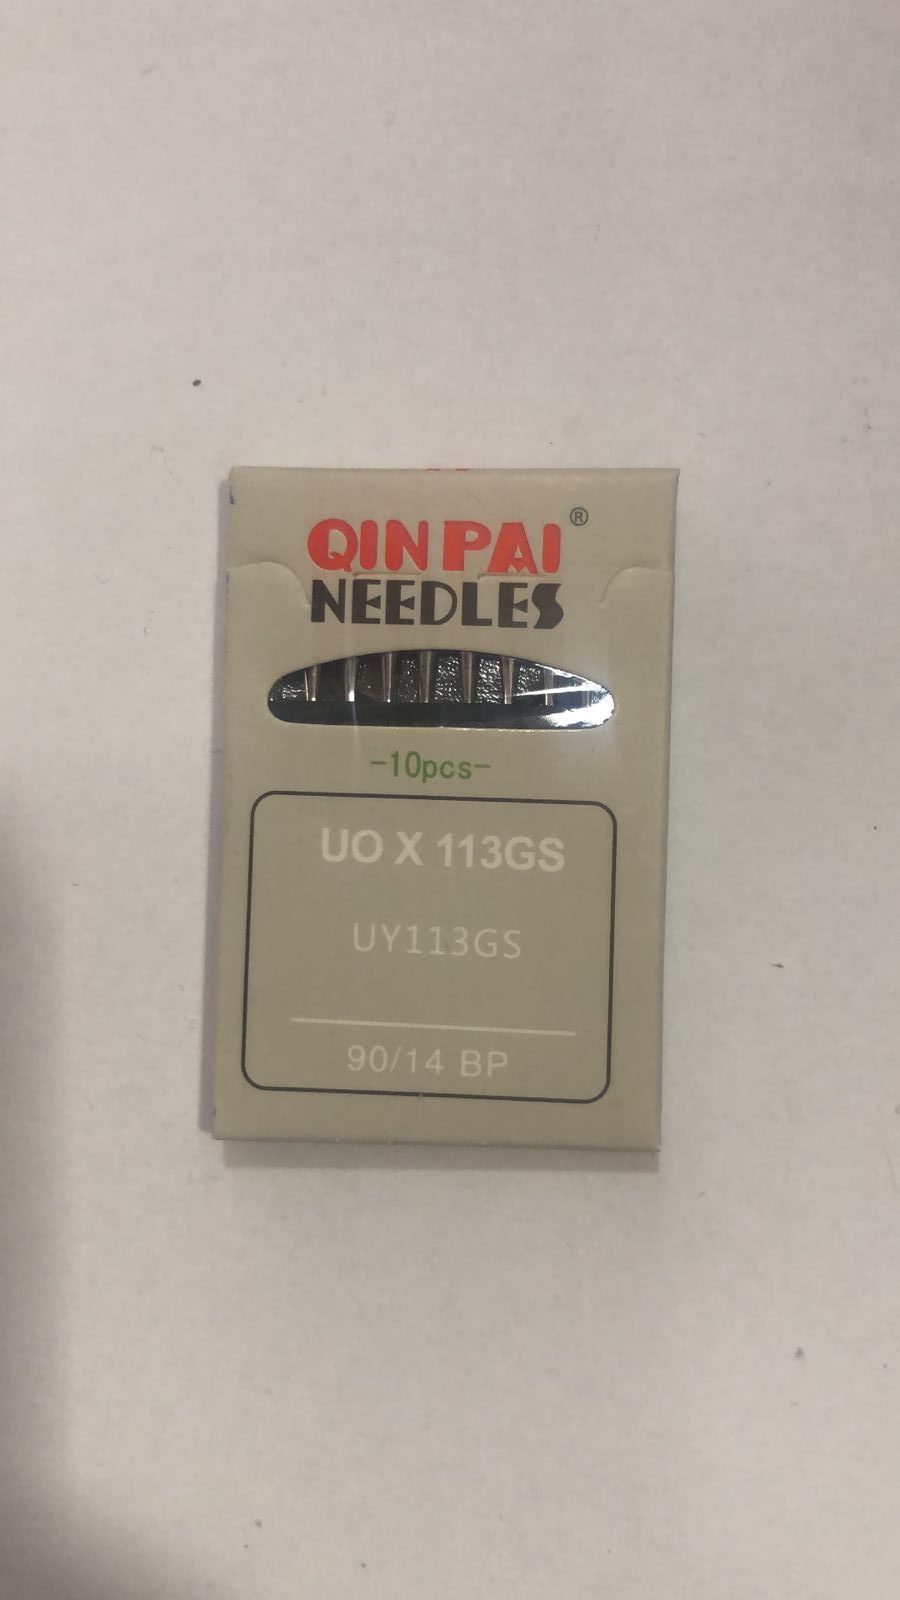 QIN PAI ®
NEEDLES
-10pcs-
UO X 113GS
UY113GS
90/14 BP